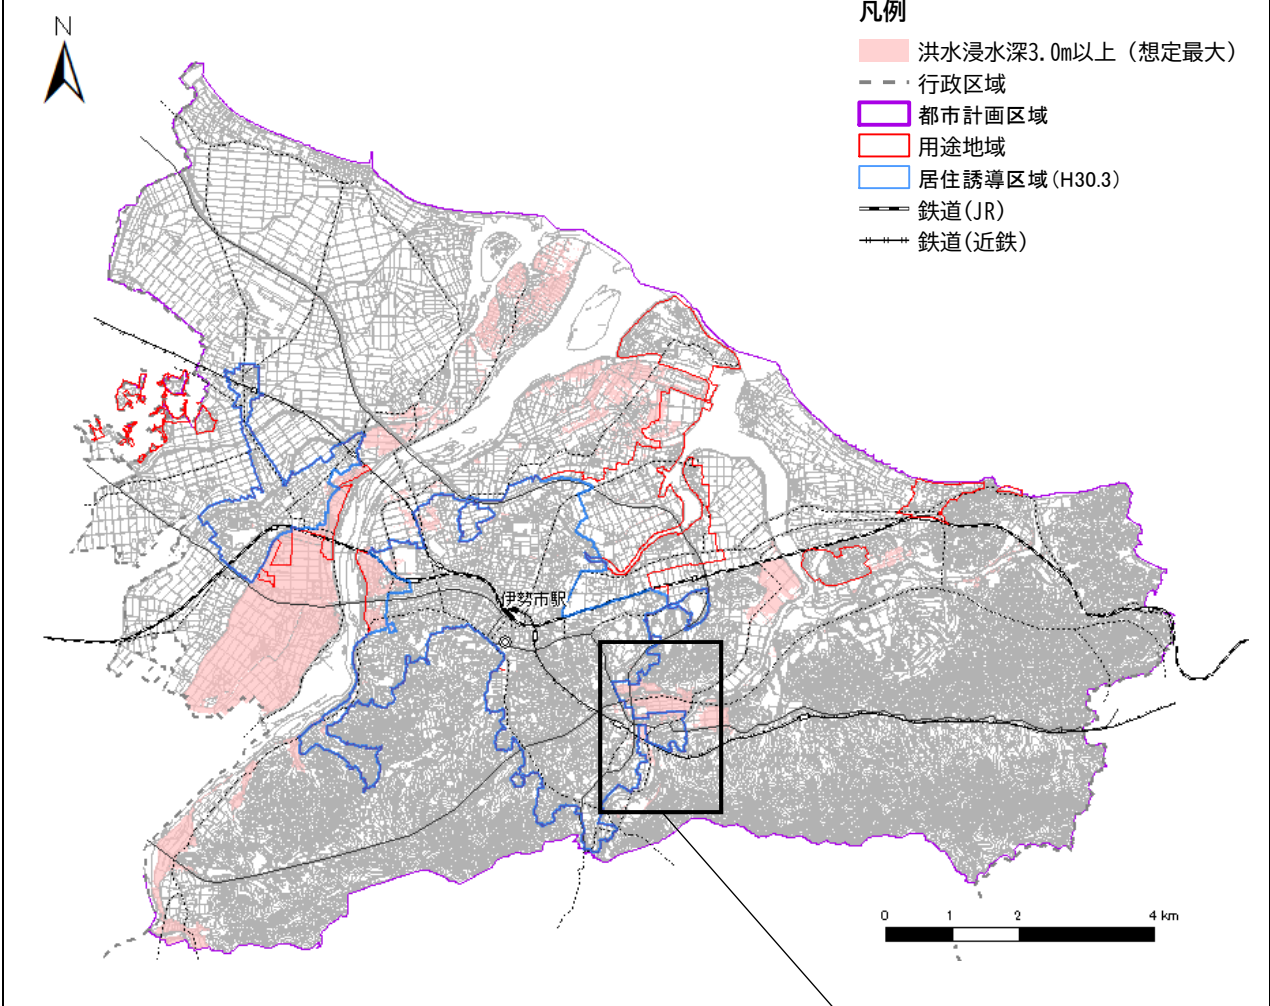 N
凡例
洪水浸水深3.0m以上（想定最大）
行政区域
都市計画区域
用途地域
居住誘導区域(H30.3)
鉄道(JR)
鉄道(近鉄)
伊勢市駅
0 1 2 4 km